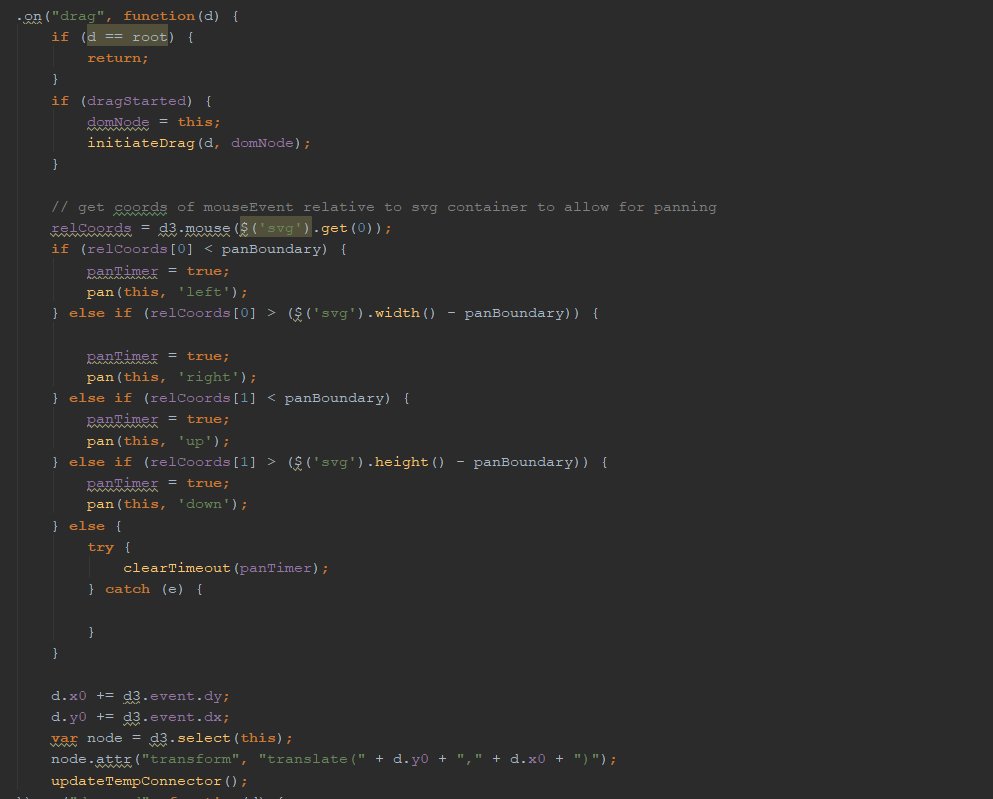 .on("drag", function(d) {
    if (d == root) {
        return;
    }
    if (dragStarted) {
        domNode = this;
        initiateDrag(d, domNode);
    }

    // get coords of mouseEvent relative to svg container to allow for panning
    relCoords = d3.mouse($('svg').get(0));
    if (relCoords[0] < panBoundary) {
        panTimer = true;
        pan(this, 'left');
    } else if (relCoords[0] > ($('svg').width() - panBoundary)) {

        panTimer = true;
        pan(this, 'right');
    } else if (relCoords[1] < panBoundary) {
        panTimer = true;
        pan(this, 'up');
    } else if (relCoords[1] > ($('svg').height() - panBoundary)) {
        panTimer = true;
        pan(this, 'down');
    } else {
        try {
            clearTimeout(panTimer);
        } catch (e) {

        }
    }

    d.x0 += d3.event.dy;
    d.y0 += d3.event.dx;
    var node = d3.select(this);
    node.attr("transform", "translate(" + d.y0 + "," + d.x0 + ")");
    updateTempConnector();